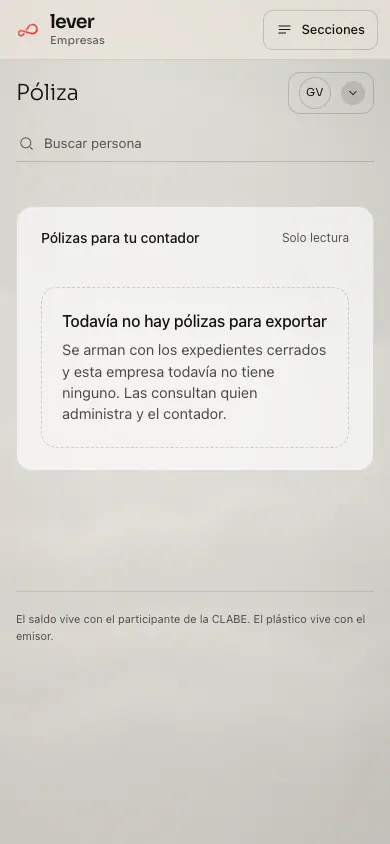 lever
Empresas
Secciones
Póliza
GV
Buscar persona
Pólizas para tu contador
Solo lectura
Todavía no hay pólizas para exportar
Se arman con los expedientes cerrados
y esta empresa todavía no tiene
ninguno. Las consultan quien
administra y el contador.
El saldo vive con el participante de la CLABE. El plástico vive con el
emisor.